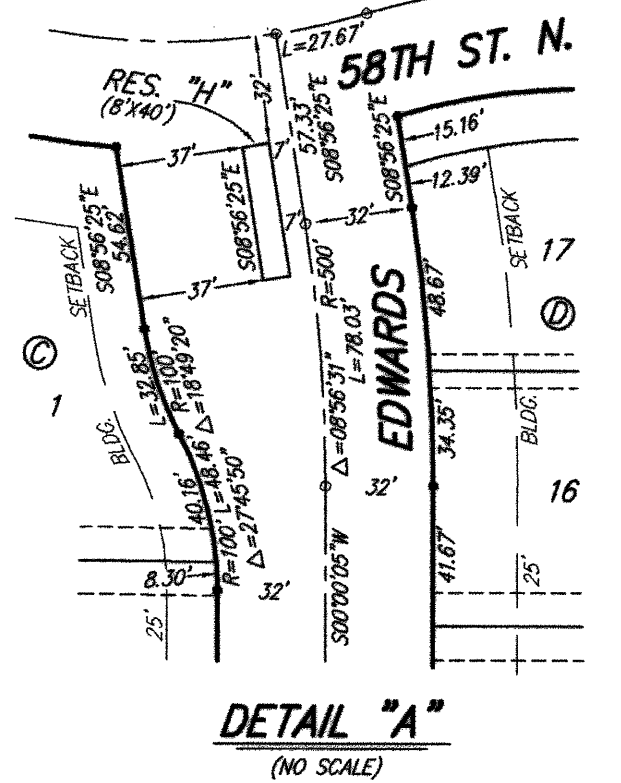 L=27.67'
58TH ST. N.
RES. "H"
(8'X40')
32'
57.33'
S08°56'25"E
S08°56'25"E
15.16'
12.39'
37'
7'
S08°56'25"E
7'
32'
S08°56'25"E
54.62'
SETBACK
SETBACK
17
37'
R=500'
L=78.03'
Δ=08°56'31"
EDWARDS
48.67'
D
C
1
L=32.85'
R=100'
Δ=18°49'20"
BLDG.
BLDG.
34.35'
40.16'
L=48.46'
R=100'
Δ=27°45'50"
32'
16
8.30'
32'
S00°00'05"W
41.67'
25'
25'
DETAIL "A"
(NO SCALE)